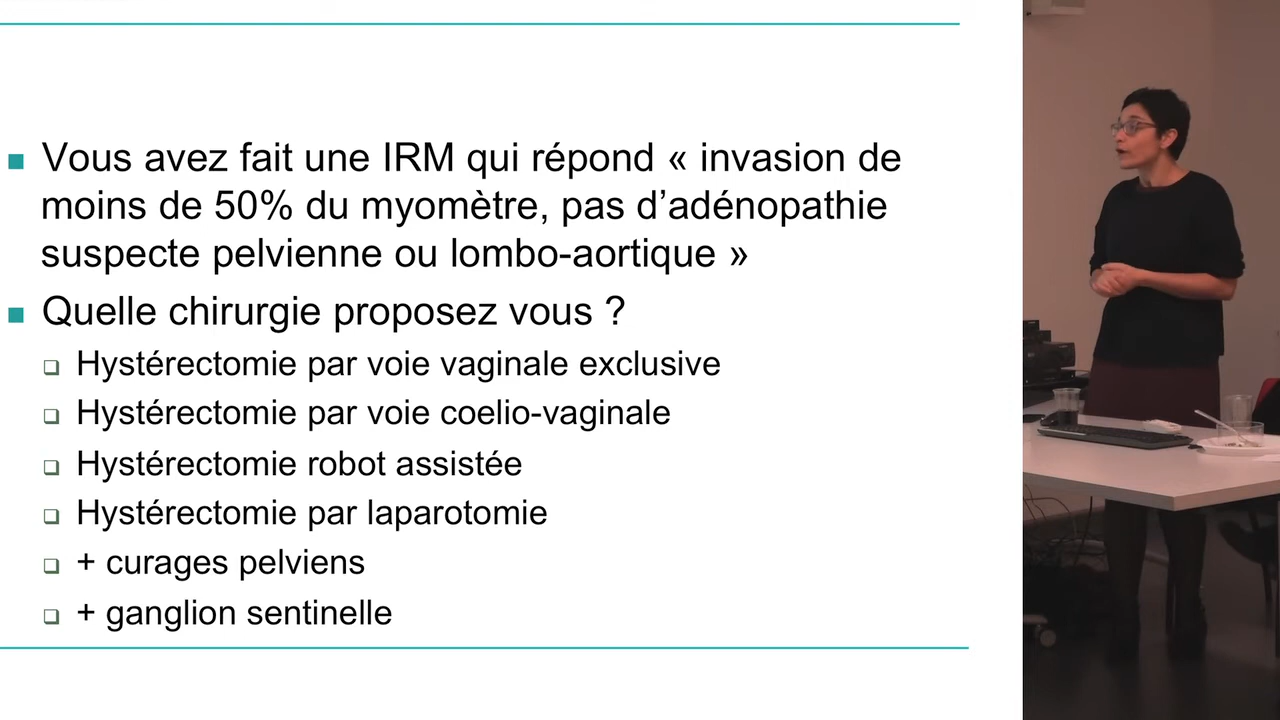 Vous avez fait une IRM qui répond « invasion de
moins de 50% du myomètre, pas d’adénopathie
suspecte pelvienne ou lombo-aortique »
Quelle chirurgie proposez vous ?
Hystérectomie par voie vaginale exclusive
Hystérectomie par voie coelio-vaginale
Hystérectomie robot assistée
Hystérectomie par laparotomie
+ curages pelviens
+ ganglion sentinelle